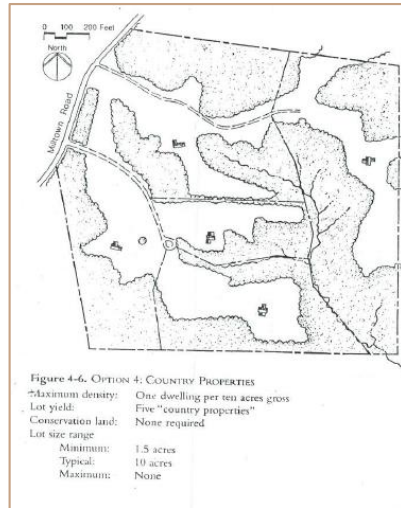 0 100 200 Feet
North
Milltown Road
Figure 4-6. OPTION 4: COUNTRY PROPERTIES
Maximum density: One dwelling per ten acres gross
Lot yield: Five "country properties"
Conservation land: None required
Lot size range
Minimum: 1.5 acres
Typical: 10 acres
Maximum: None